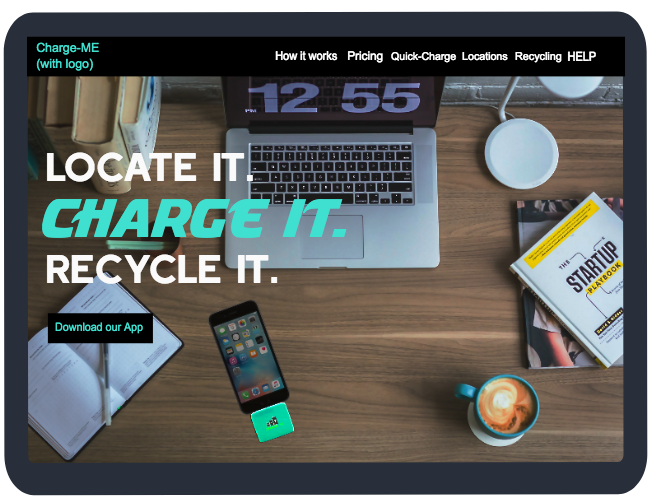 Charge-ME
(with logo)
How it works Pricing Quick-Charge Locations Recycling HELP
PM 12 55
LOCATE IT.
CHARGE IT.
RECYCLE IT.
THE
STARTUP
PLAYBOOK
Download our App